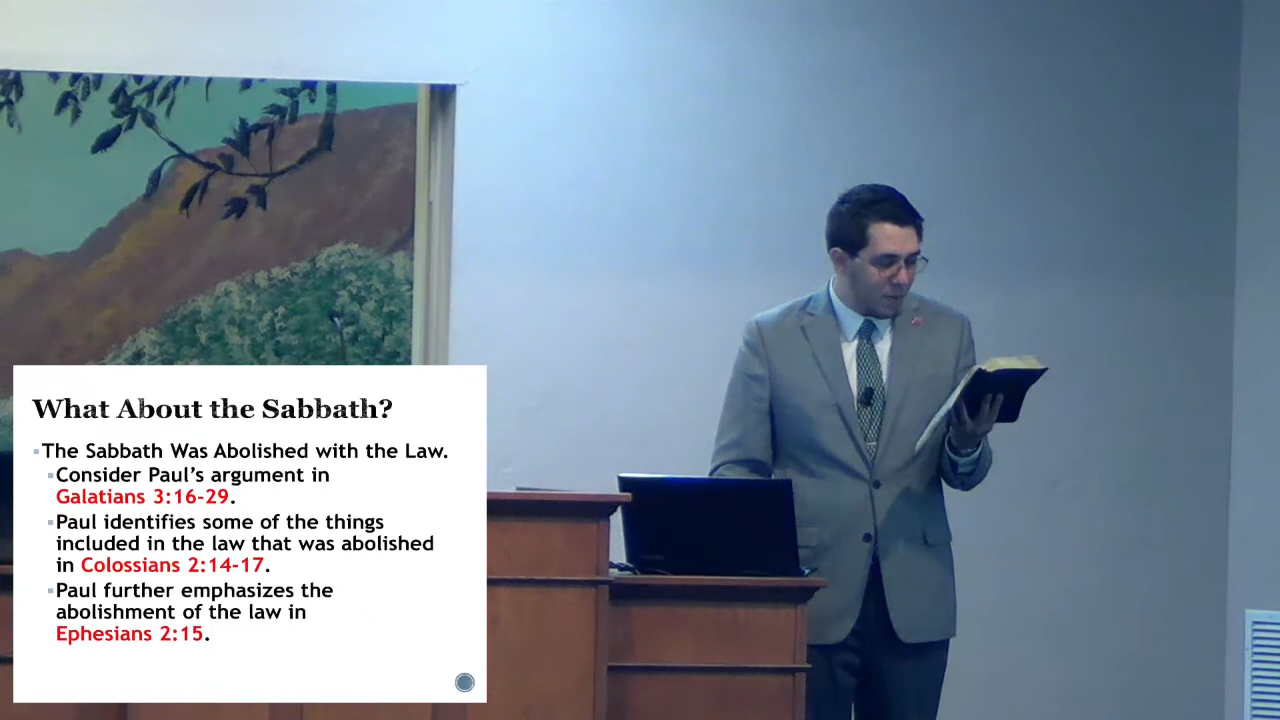 What About the Sabbath?
▪The Sabbath Was Abolished with the Law.
▪Consider Paul's argument in
Galatians 3:16-29.
▪Paul identifies some of the things
included in the law that was abolished
in Colossians 2:14-17.
▪Paul further emphasizes the
abolishment of the law in
Ephesians 2:15.